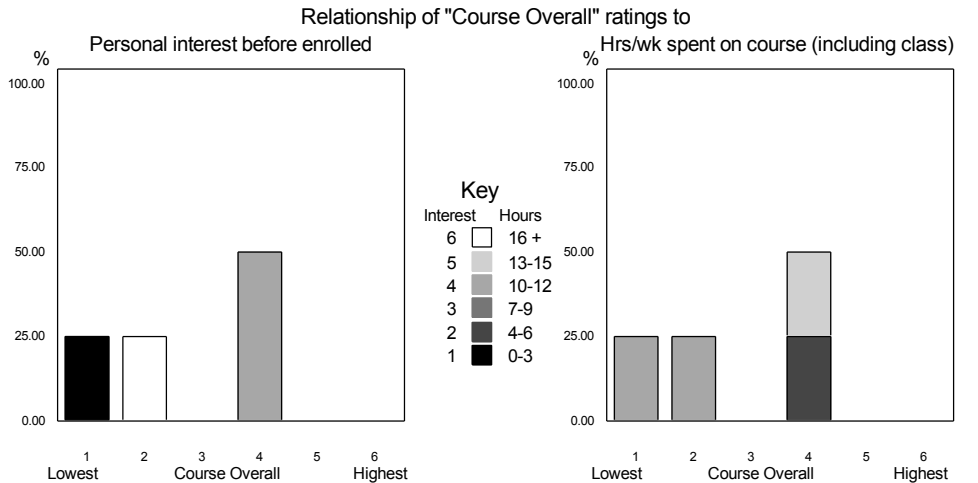 Relationship of "Course Overall" ratings to
Personal interest before enrolled
%
100.00
75.00
50.00
25.00
0.00
1 2 3 4 5 6
Lowest Course Overall Highest
Key
Interest Hours
6 16 +
5 13-15
4 10-12
3 7-9
2 4-6
1 0-3
Hrs/wk spent on course (including class)
%
100.00
75.00
50.00
25.00
0.00
1 2 3 4 5 6
Lowest Course Overall Highest